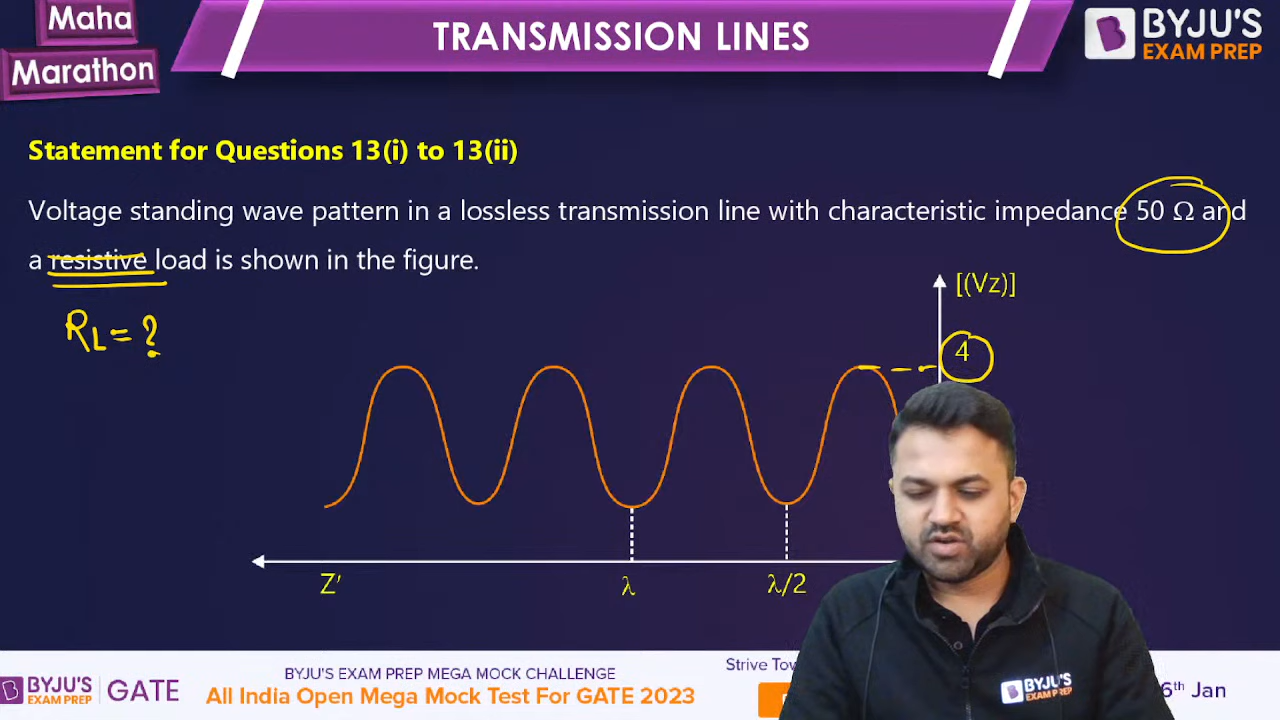 Maha
Marathon
TRANSMISSION LINES
BYJU'S
EXAM PREP
Statement for Questions 13(i) to 13(ii)
Voltage standing wave pattern in a lossless transmission line with characteristic impedance 50 Ω and
a resistive load is shown in the figure.
[(Vz)]
RL = ?
4
Z' λ λ/2
BYJU'S EXAM PREP GATE
BYJU'S EXAM PREP MEGA MOCK CHALLENGE
All India Open Mega Mock Test For GATE 2023
Strive
6th Jan
BYJU'S
EXAM PREP